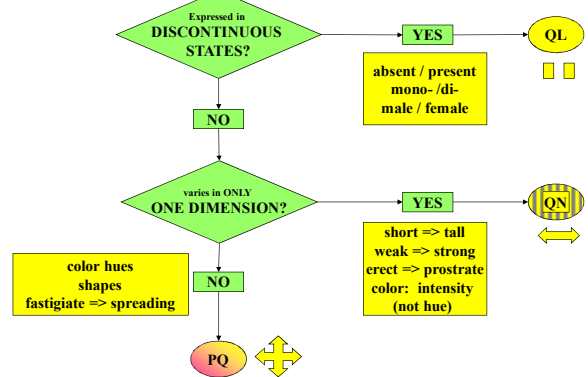 Expressed in
DISCONTINUOUS
STATES?
YES
QL
absent / present
mono- /di-
male / female
NO
varies in ONLY
ONE DIMENSION?
YES
QN
short => tall
weak => strong
erect => prostrate
color: intensity
(not hue)
color hues
shapes
fastigiate => spreading
NO
PQ